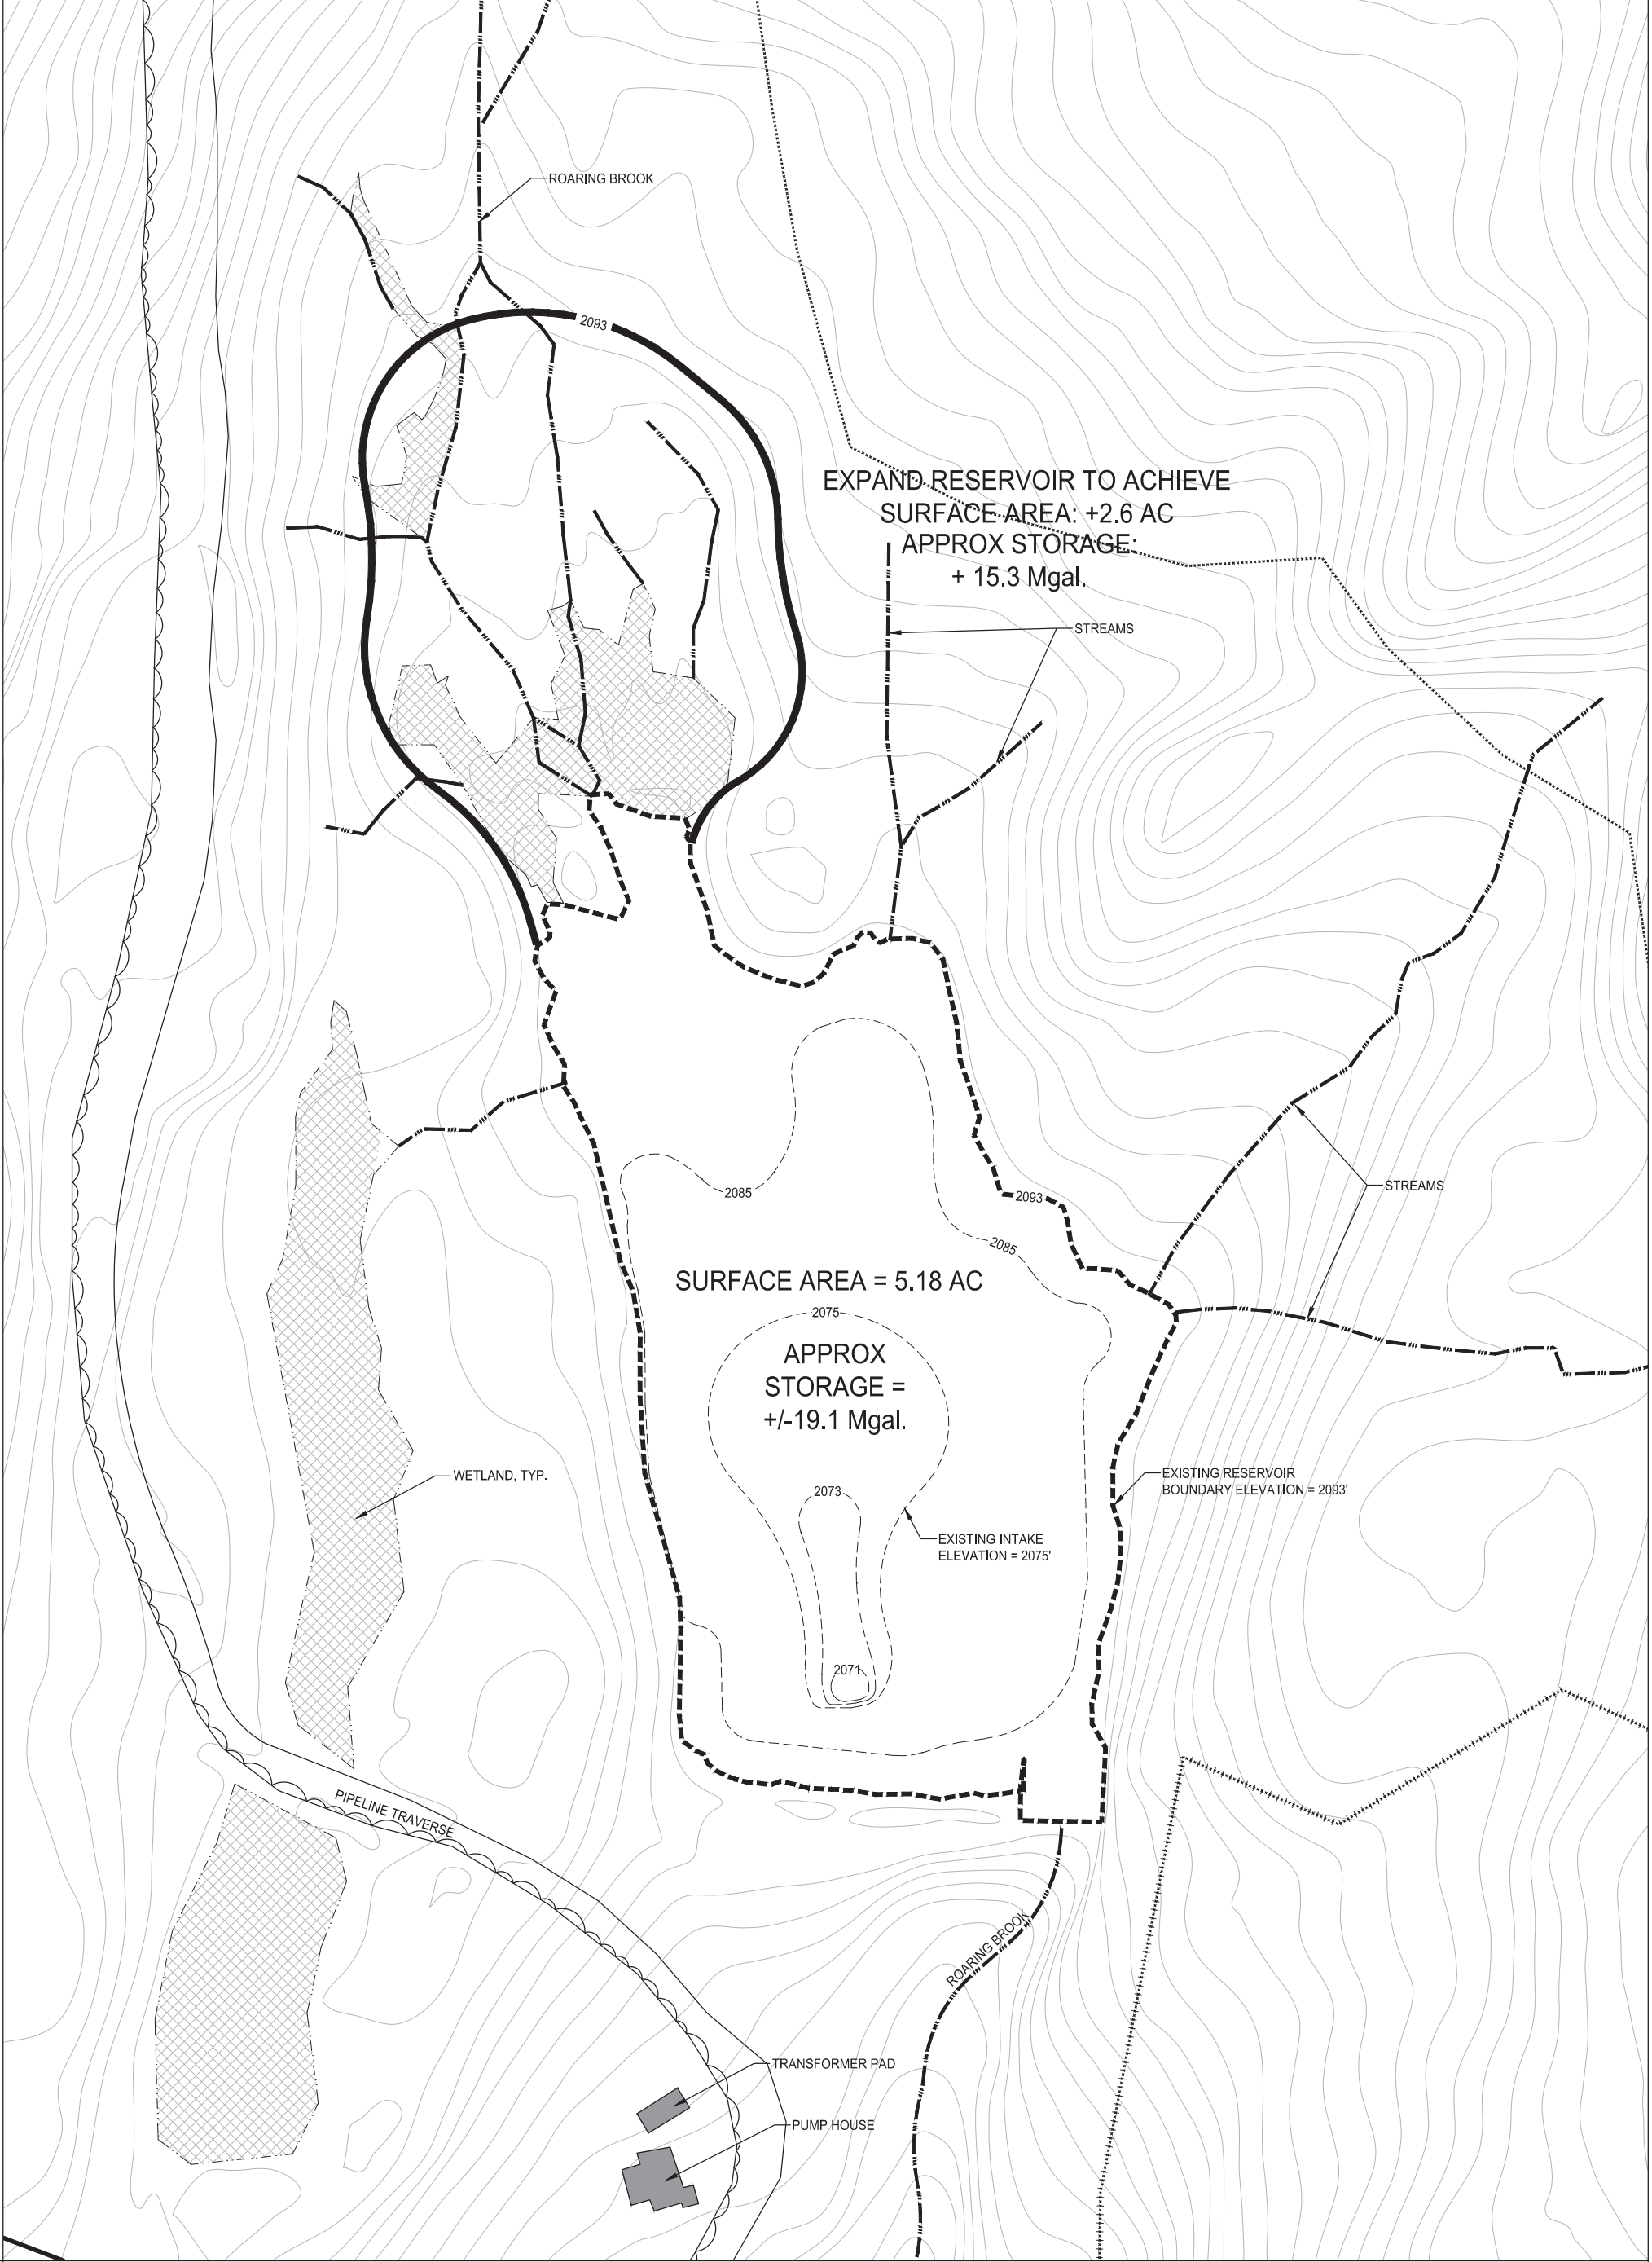 ROARING BROOK
2093
EXPAND RESERVOIR TO ACHIEVE
SURFACE AREA: +2.6 AC
APPROX STORAGE:
+ 15.3 Mgal.
STREAMS
2085
2093
STREAMS
2085
SURFACE AREA = 5.18 AC
2075
APPROX
STORAGE =
+/-19.1 Mgal.
WETLAND, TYP.
2073
EXISTING RESERVOIR
BOUNDARY ELEVATION = 2093'
EXISTING INTAKE
ELEVATION = 2075'
2071
PIPELINE TRAVERSE
ROARING BROOK
TRANSFORMER PAD
PUMP HOUSE